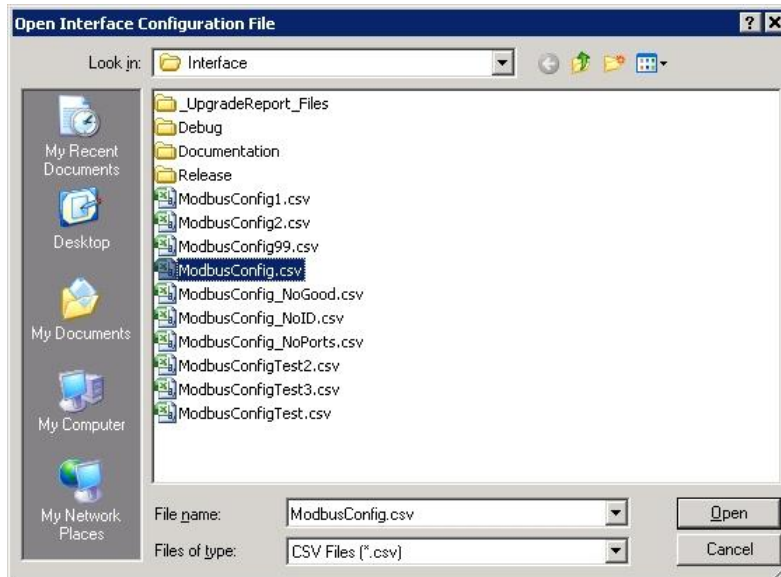 Open Interface Configuration File
Look in: Interface
My Recent
Documents
Desktop
My Documents
My Computer
My Network
Places
_UpgradeReport_Files
Debug
Documentation
Release
ModbusConfig1.csv
ModbusConfig2.csv
ModbusConfig99.csv
ModbusConfig.csv
ModbusConfig_NoGood.csv
ModbusConfig_NoID.csv
ModbusConfig_NoPorts.csv
ModbusConfigTest2.csv
ModbusConfigTest3.csv
ModbusConfigTest.csv
File name: ModbusConfig.csv Open
Files of type: CSV Files (*.csv) Cancel